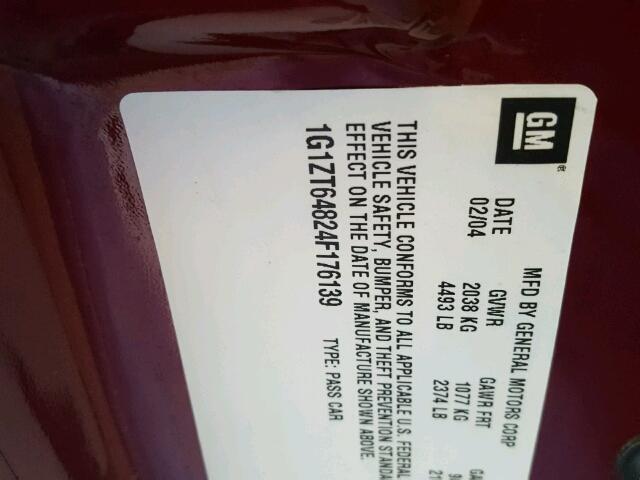 GM
®
MFD BY GENERAL MOTORS CORP
DATE GVWR GAWR FRT
02/04 2038 KG 1077 KG
4493 LB 2374 LB
THIS VEHICLE CONFORMS TO ALL APPLICABLE U.S. FEDERAL
VEHICLE SAFETY, BUMPER, AND THEFT PREVENTION
EFFECT ON THE DATE OF MANUFACTURE SHOWN ABOVE.
1G1ZT64824F176139 TYPE: PASS CAR